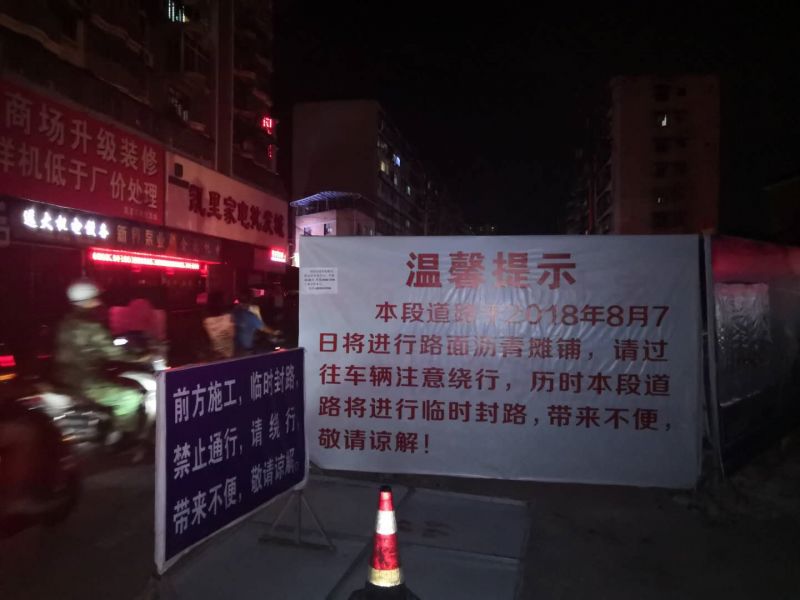 商场升级装修
样机低于厂价处理
凯里家电批发城
温馨提示
本段道路于2018年8月7
日将进行路面沥青摊铺，请过
往车辆注意绕行，历时本段道
路将进行临时封路，带来不便，
敬请谅解！
前方施工，临时封路，
禁止通行，请绕行，
带来不便，敬请谅解。